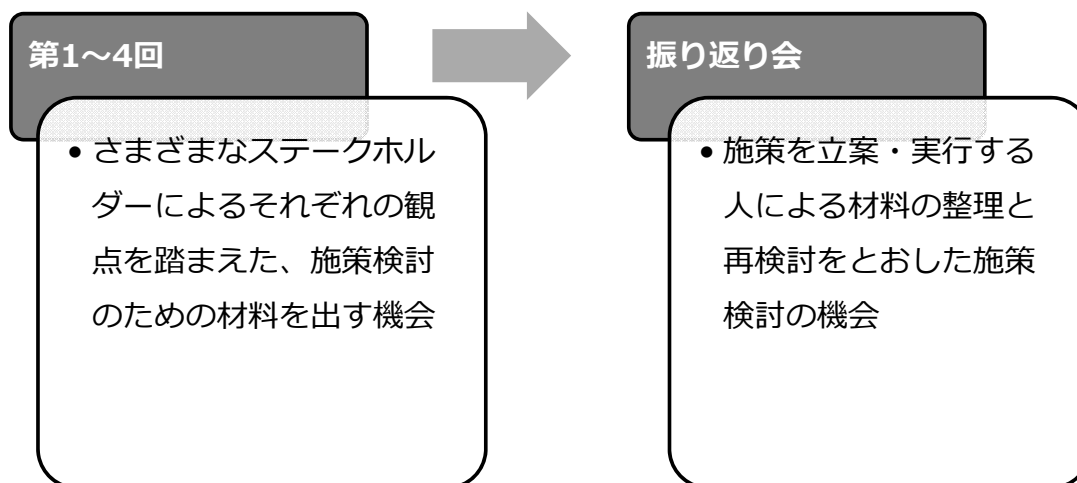 第1～4回
• さまざまなステークホル
ダーによるそれぞれの観
点を踏まえた、施策検討
のための材料を出す機会
振り返り会
• 施策を立案・実行する
人による材料の整理と
再検討をとおした施策
検討の機会